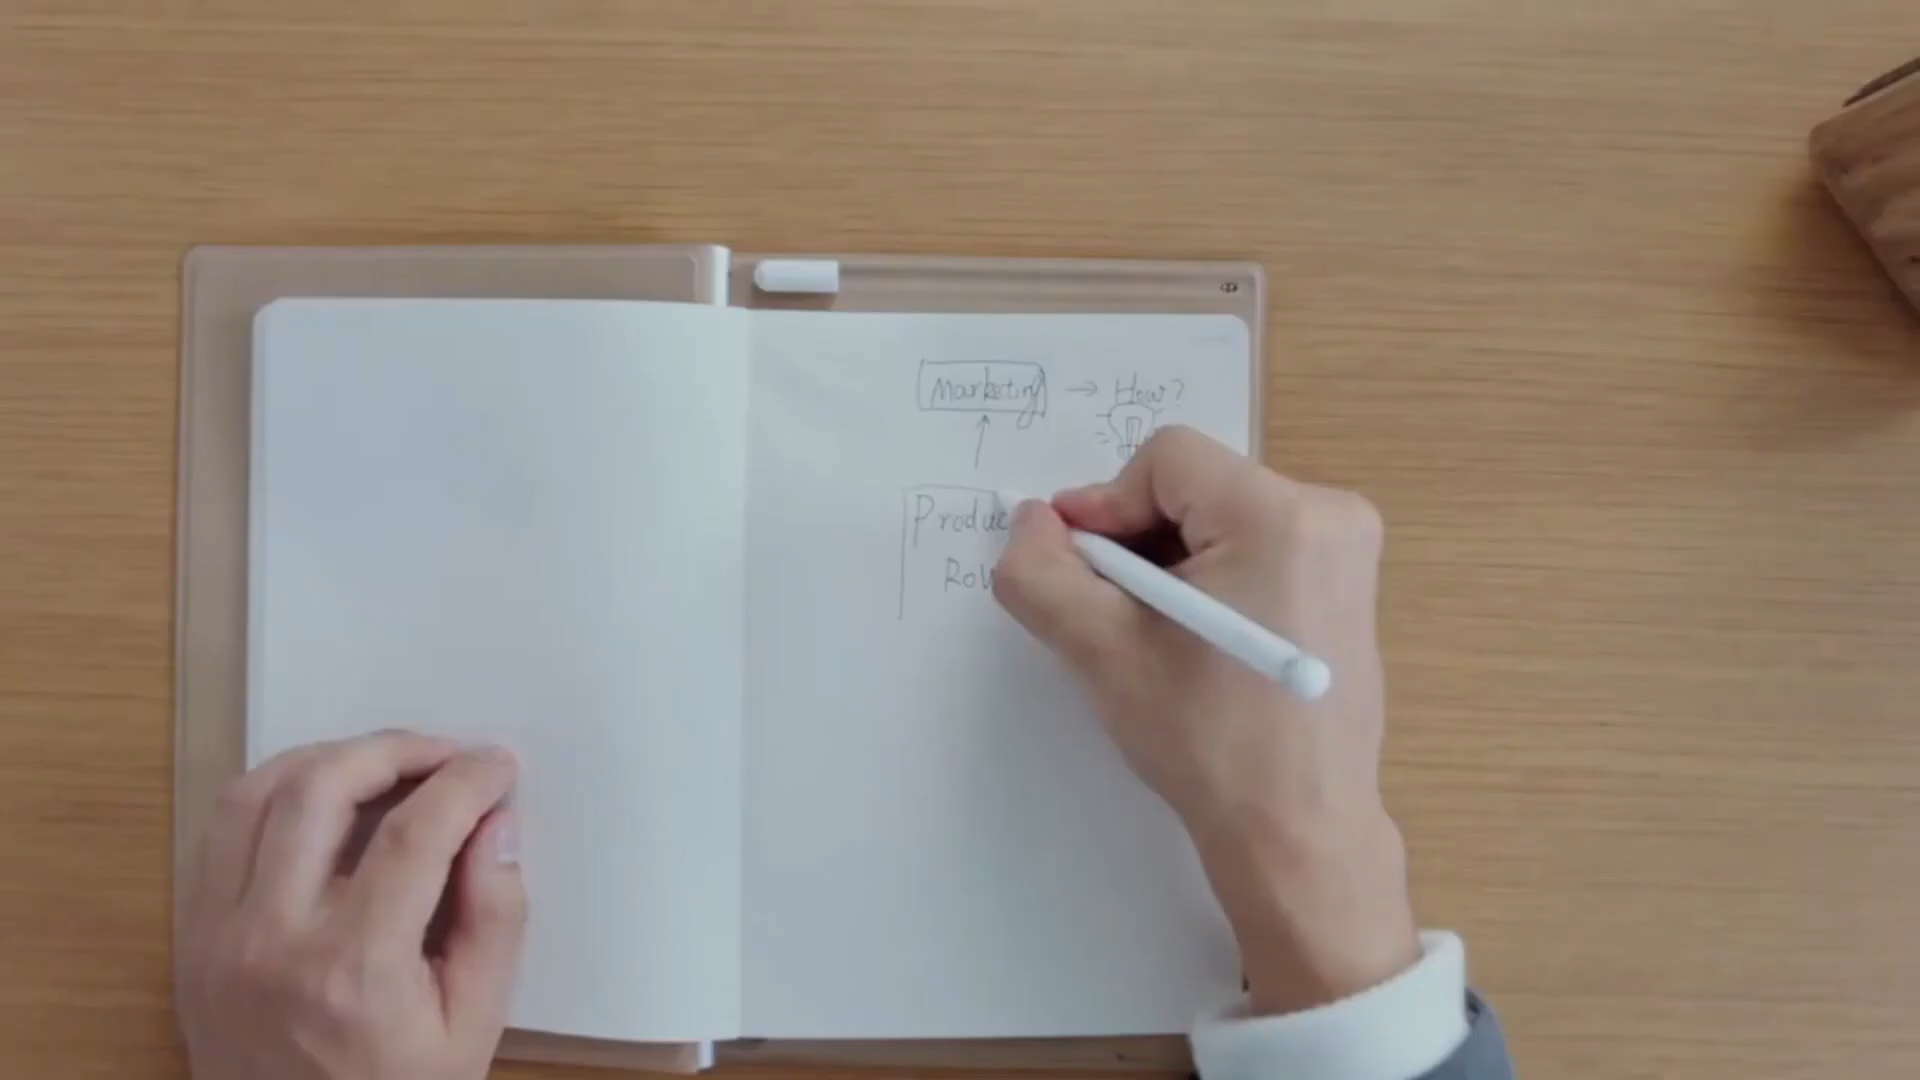 Marketing → How?
Produc
Ro